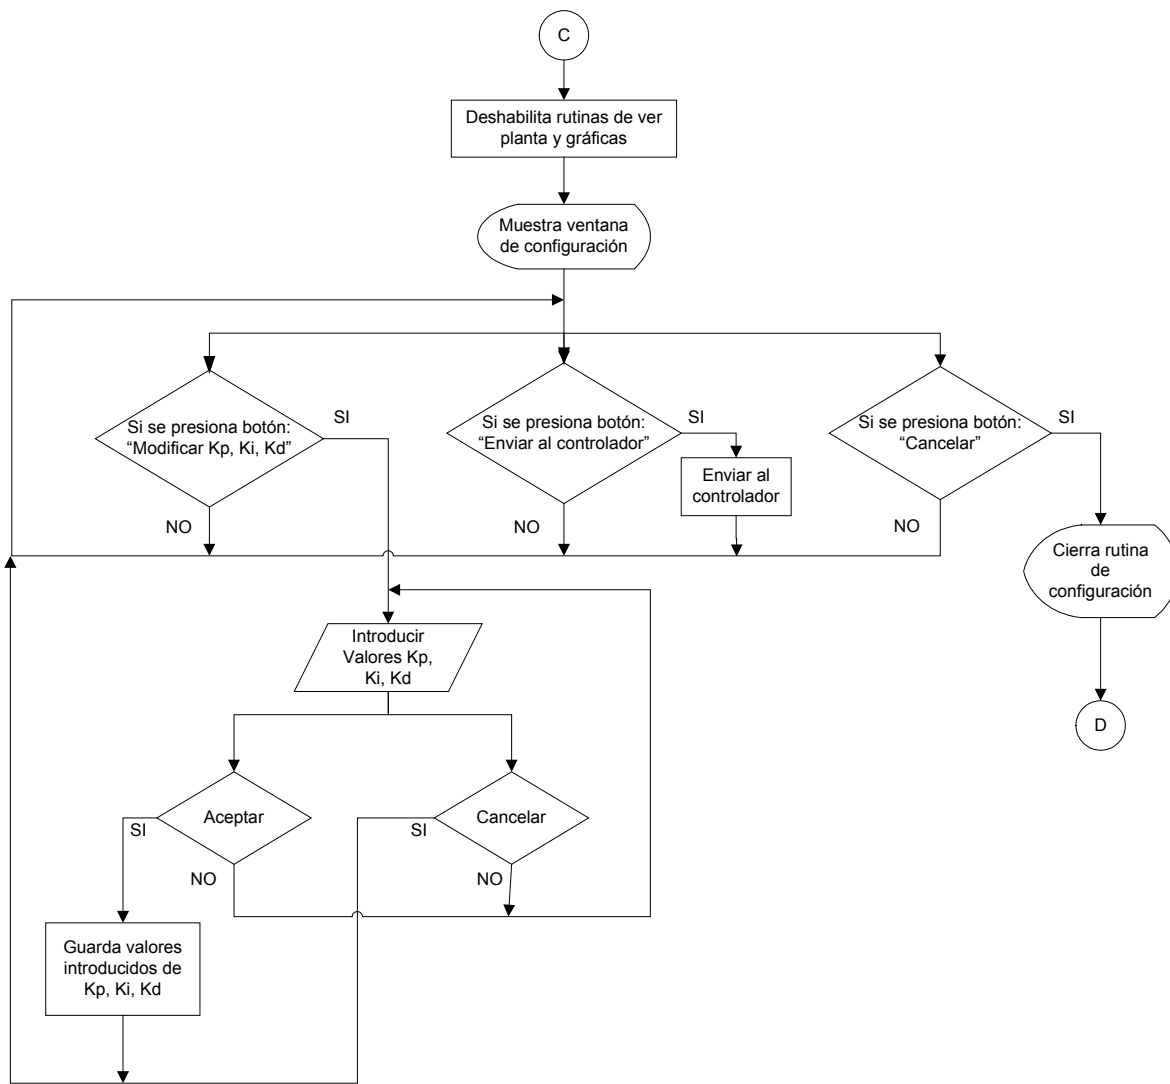 C
Deshabilita rutinas de ver
planta y gráficas
Muestra ventana
de configuración
Si se presiona botón:
“Modificar Kp, Ki, Kd”
SI
NO
Si se presiona botón:
“Enviar al controlador”
SI
NO
Enviar al
controlador
Si se presiona botón:
“Cancelar”
SI
NO
Cierra rutina
de
configuración
D
Introducir
Valores Kp,
Ki, Kd
Aceptar
SI
NO
Cancelar
SI
NO
Guarda valores
introducidos de
Kp, Ki, Kd